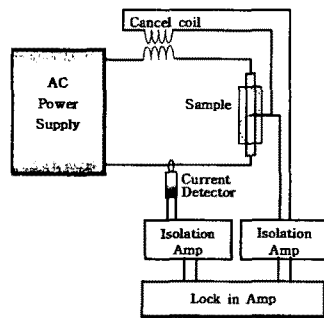 Cancel coil
AC
Power
Supply
Sample
Current
Detector
Isolation
Amp
Isolation
Amp
Lock in Amp